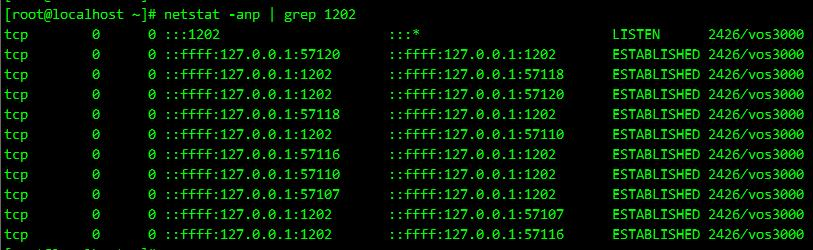 [root@localhost ~]# netstat -anp | grep 1202
tcp 0 0 :::1202 :::* LISTEN 2426/vos3000
tcp 0 0 ::ffff:127.0.0.1:57120 ::ffff:127.0.0.1:1202 ESTABLISHED 2426/vos3000
tcp 0 0 ::ffff:127.0.0.1:1202 ::ffff:127.0.0.1:57118 ESTABLISHED 2426/vos3000
tcp 0 0 ::ffff:127.0.0.1:1202 ::ffff:127.0.0.1:57120 ESTABLISHED 2426/vos3000
tcp 0 0 ::ffff:127.0.0.1:57118 ::ffff:127.0.0.1:1202 ESTABLISHED 2426/vos3000
tcp 0 0 ::ffff:127.0.0.1:1202 ::ffff:127.0.0.1:57110 ESTABLISHED 2426/vos3000
tcp 0 0 ::ffff:127.0.0.1:57116 ::ffff:127.0.0.1:1202 ESTABLISHED 2426/vos3000
tcp 0 0 ::ffff:127.0.0.1:57110 ::ffff:127.0.0.1:1202 ESTABLISHED 2426/vos3000
tcp 0 0 ::ffff:127.0.0.1:57107 ::ffff:127.0.0.1:1202 ESTABLISHED 2426/vos3000
tcp 0 0 ::ffff:127.0.0.1:1202 ::ffff:127.0.0.1:57107 ESTABLISHED 2426/vos3000
tcp 0 0 ::ffff:127.0.0.1:1202 ::ffff:127.0.0.1:57116 ESTABLISHED 2426/vos3000